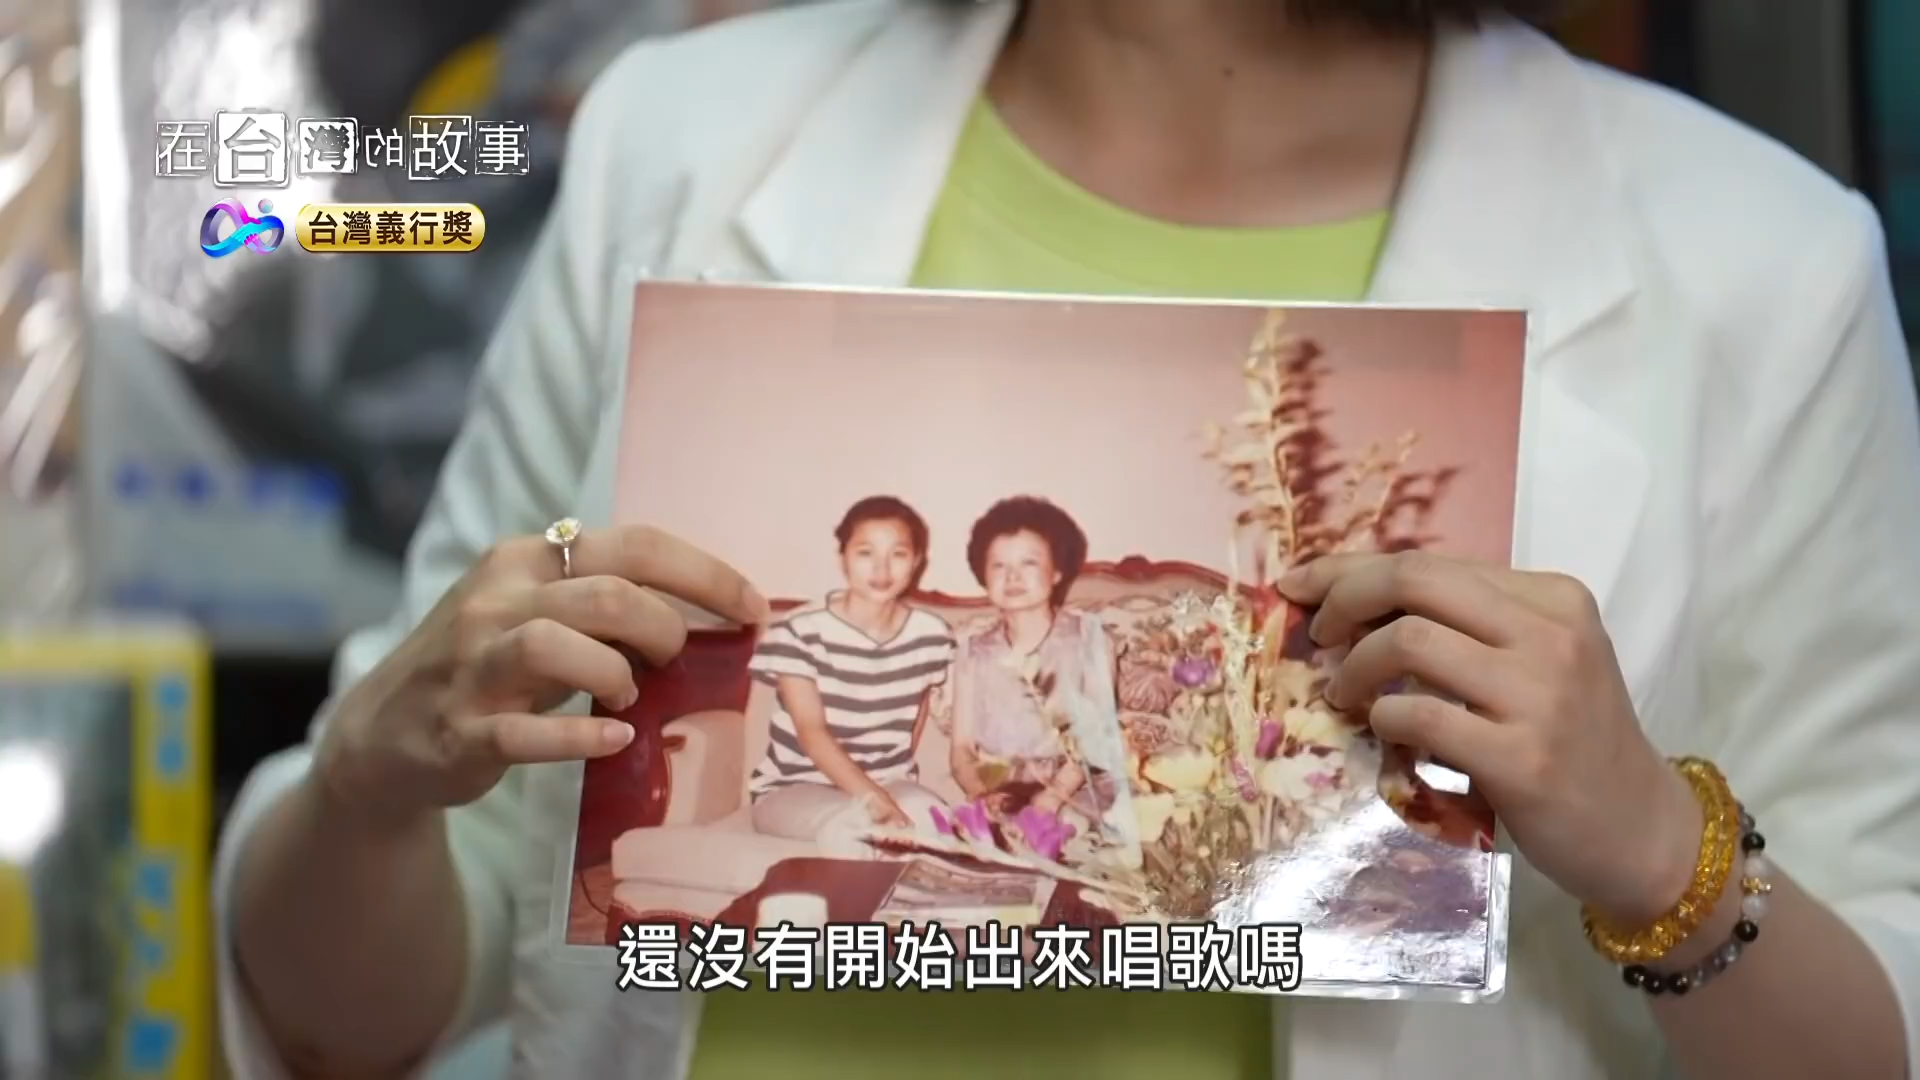 在台灣的故事
台灣義行獎
還沒有開始出來唱歌嗎